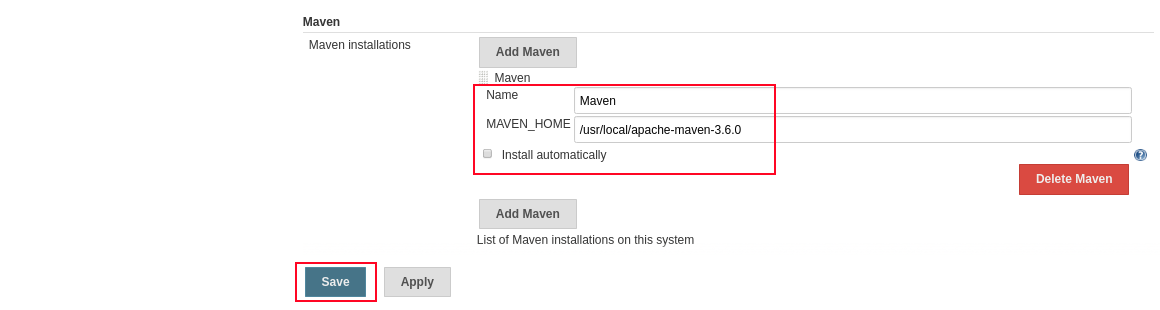 Maven
Maven installations
Add Maven
Maven
Name
Maven
MAVEN_HOME
/usr/local/apache-maven-3.6.0
Install automatically
?
Delete Maven
Add Maven
List of Maven installations on this system
Save
Apply